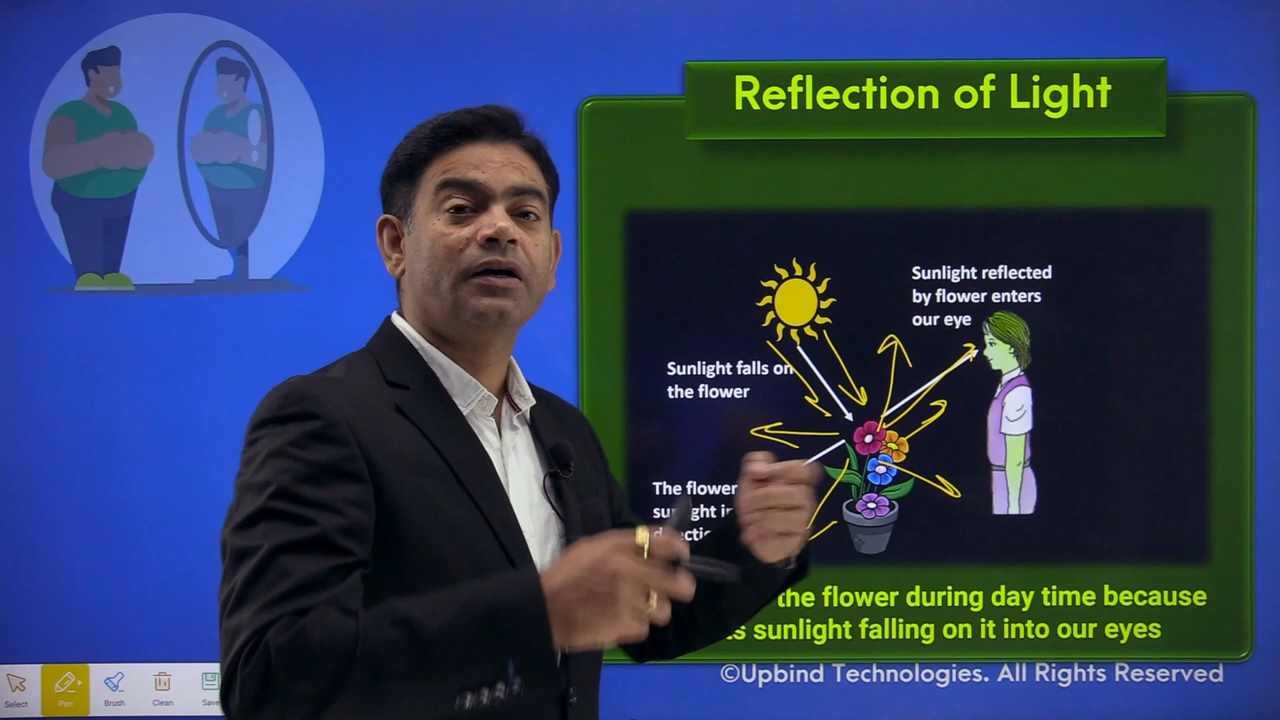 Reflection of Light
Sunlight reflected
by flower enters
our eye
Sunlight falls on
the flower
The flower
the flower during day time because
sunlight falling on it into our eyes
©Upbind Technologies. All Rights Reserved
Select
Pen
Brush
Clean